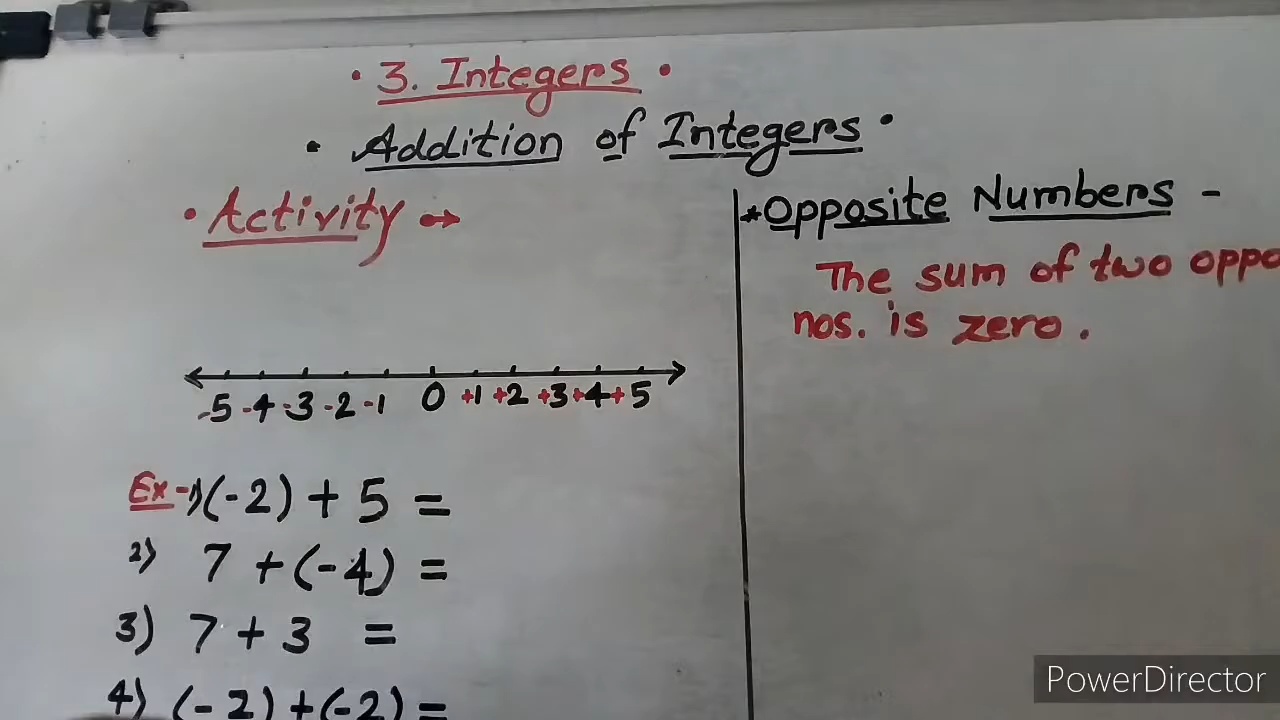 • 3. Integers •
• Addition of Integers •
• Activity →
-5 -4 -3 -2 -1 0 +1 +2 +3 +4 +5
Ex-1) (-2) + 5 =
2) 7 + (-4) =
3) 7 + 3 =
4) (-2) + (-2) =
* Opposite Numbers -
The sum of two oppo
nos. is zero.
PowerDirector